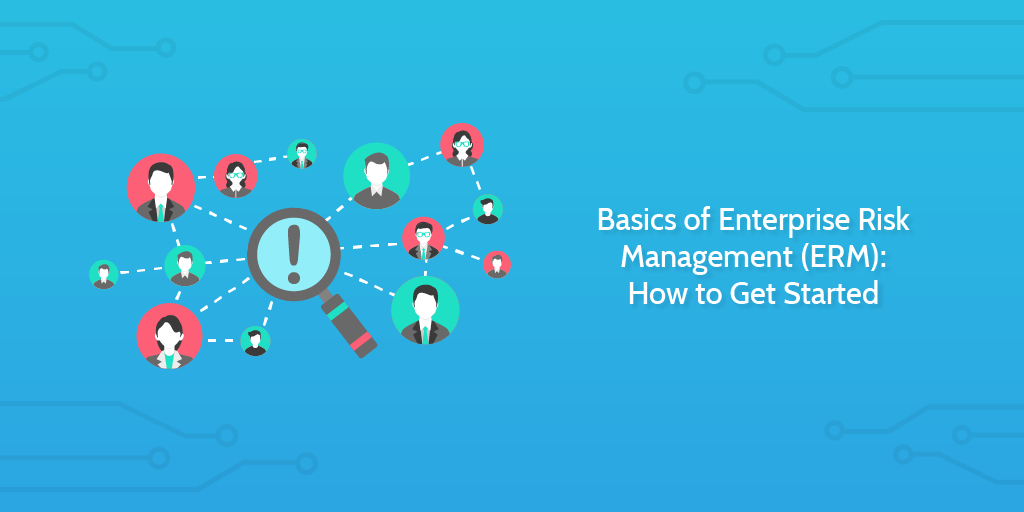 Basics of Enterprise Risk
Management (ERM):
How to Get Started